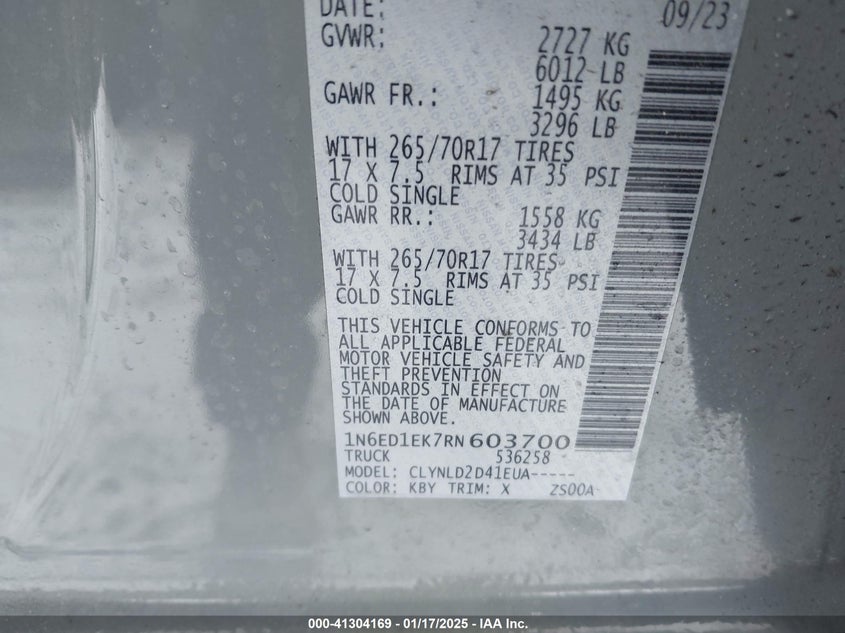 DATE: 09/23
GVWR: 2727 KG
6012 LB
GAWR FR.: 1495 KG
3296 LB
WITH 265/70R17 TIRES
17 X 7.5 RIMS AT 35 PSI
COLD SINGLE
GAWR RR.: 1558 KG
3434 LB
WITH 265/70R17 TIRES
17 X 7.5 RIMS AT 35 PSI
COLD SINGLE
THIS VEHICLE CONFORMS TO
ALL APPLICABLE FEDERAL
MOTOR VEHICLE SAFETY AND
THEFT PREVENTION
STANDARDS IN EFFECT ON
THE DATE OF MANUFACTURE
SHOWN ABOVE.
1N6ED1EK7RN603700
TRUCK 536258
MODEL: CLYNLD2D41EUA-----
COLOR: KBY TRIM: X ZS00A
000-41304169 - 01/17/2025 - IAA Inc.